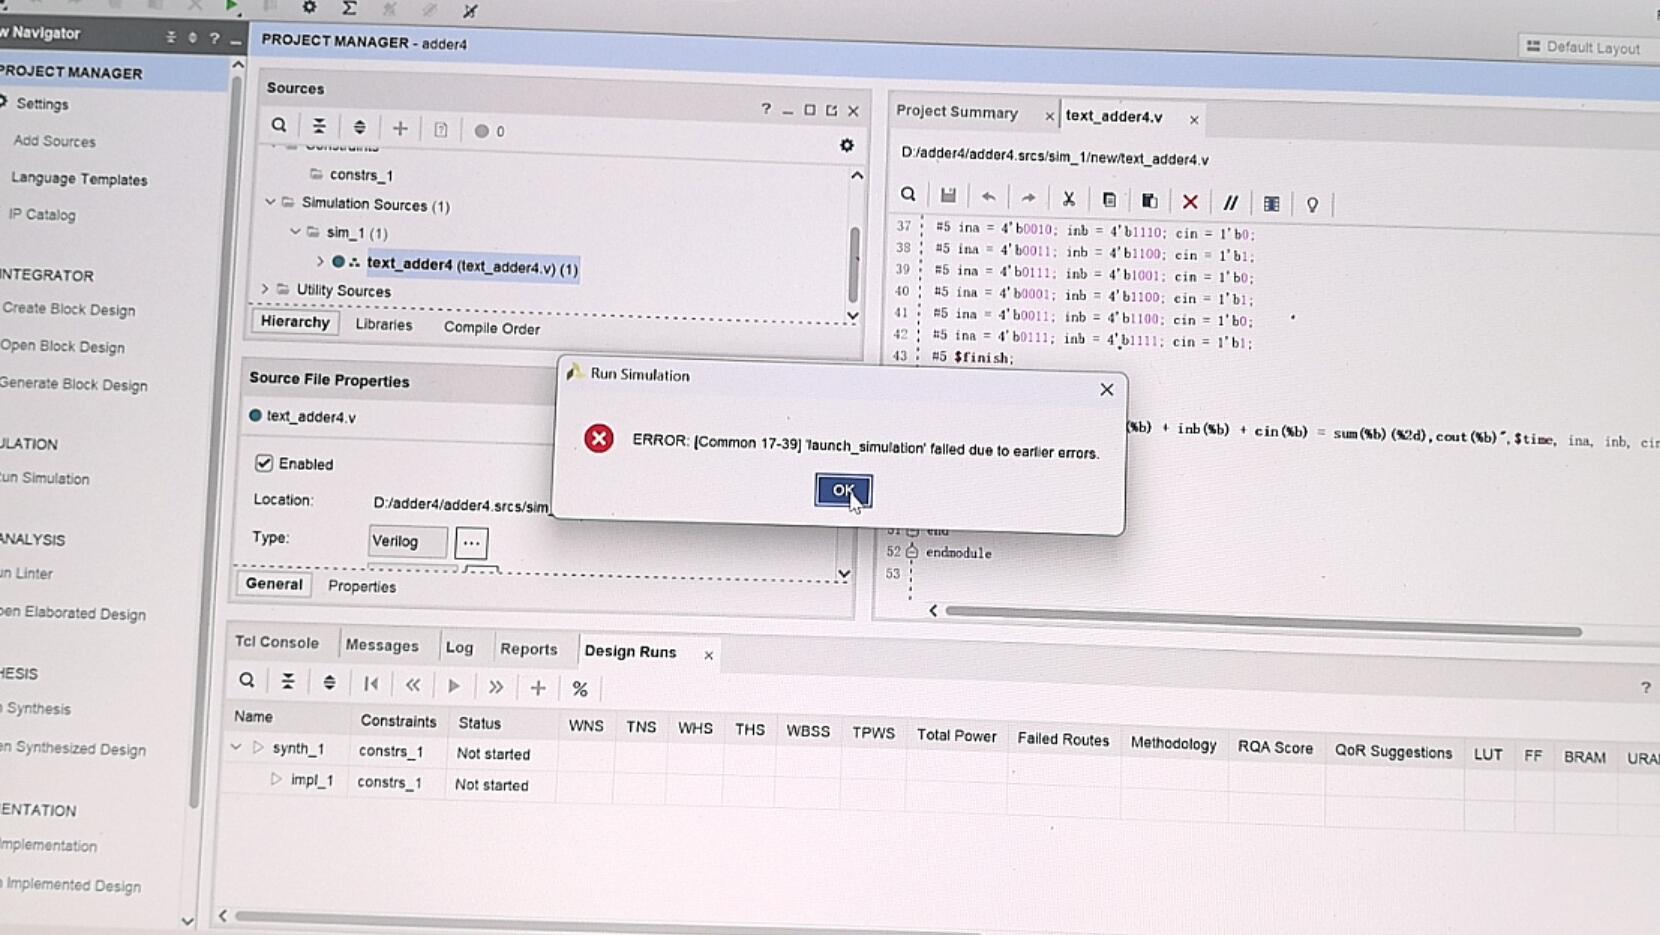 w Navigator
PROJECT MANAGER
Settings
Add Sources
Language Templates
IP Catalog
INTEGRATOR
Create Block Design
Open Block Design
Generate Block Design
ULATION
un Simulation
ANALYSIS
un Linter
pen Elaborated Design
HESIS
Synthesis
en Synthesized Design
ENTATION
Implementation
Implemented Design
PROJECT MANAGER - adder4
Default Layout
Sources
0
Constraints
constrs_1
Simulation Sources (1)
sim_1 (1)
text_adder4 (text_adder4.v) (1)
Utility Sources
Hierarchy Libraries Compile Order
Source File Properties
text_adder4.v
Enabled
Location: D:/adder4/adder4.srcs/sim_
Type: Verilog ...
General Properties
Project Summary text_adder4.v
D:/adder4/adder4.srcs/sim_1/new/text_adder4.v
37 #5 ina = 4'b0010; inb = 4'b1110; cin = 1'b0;
38 #5 ina = 4'b0011; inb = 4'b1100; cin = 1'b1;
39 #5 ina = 4'b0111; inb = 4'b1001; cin = 1'b0;
40 #5 ina = 4'b0001; inb = 4'b1100; cin = 1'b1;
41 #5 ina = 4'b0011; inb = 4'b1100; cin = 1'b0;
42 #5 ina = 4'b0111; inb = 4'b1111; cin = 1'b1;
43 #5 $finish;
(%b) + inb(%b) + cin(%b) = sum(%b)(%2d),cout(%b)",$time, ina, inb, cin
51 end
52 endmodule
53
Run Simulation
ERROR: [Common 17-39] 'launch_simulation' failed due to earlier errors.
OK
Tcl Console Messages Log Reports Design Runs
Name Constraints Status WNS TNS WHS THS WBSS TPWS Total Power Failed Routes Methodology RQA Score QoR Suggestions LUT FF BRAM URA
synth_1 constrs_1 Not started
impl_1 constrs_1 Not started